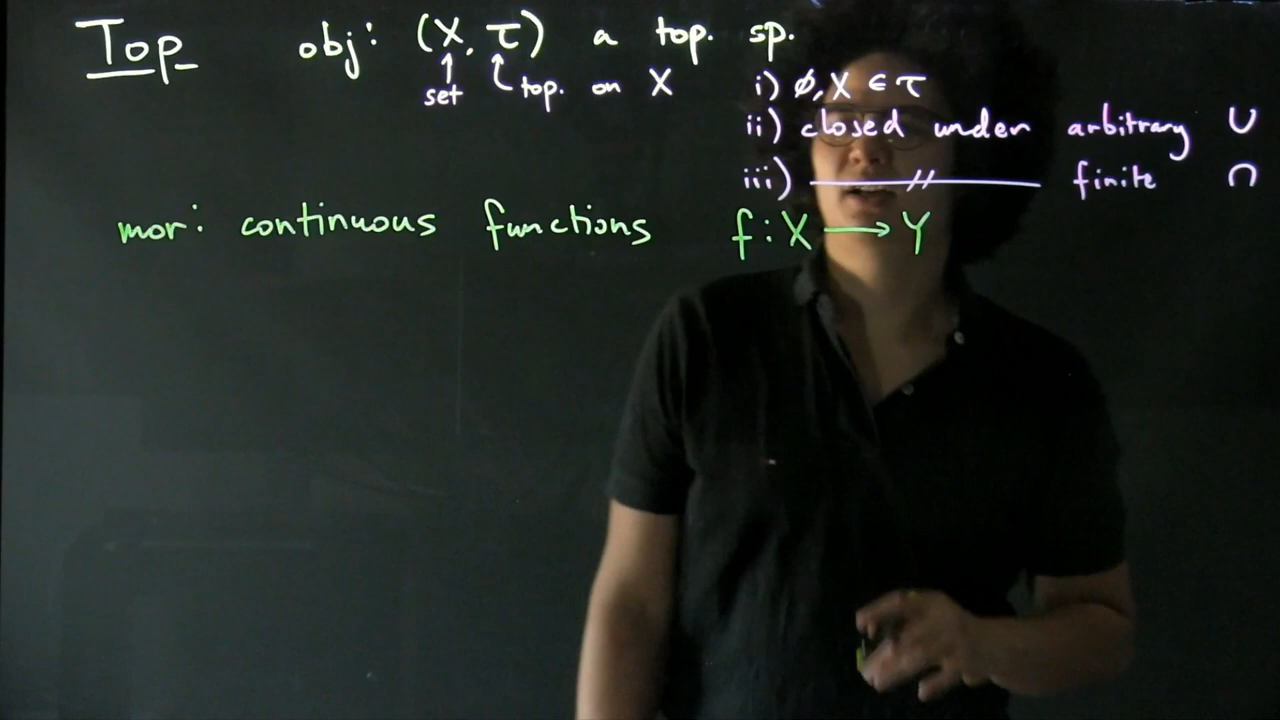 Top obj: (X, τ) a top. sp.
set top. on X i) ∅, X ∈ τ
ii) closed under arbitrary ∪
iii) —//— finite ∩
mor: continuous functions f: X → Y